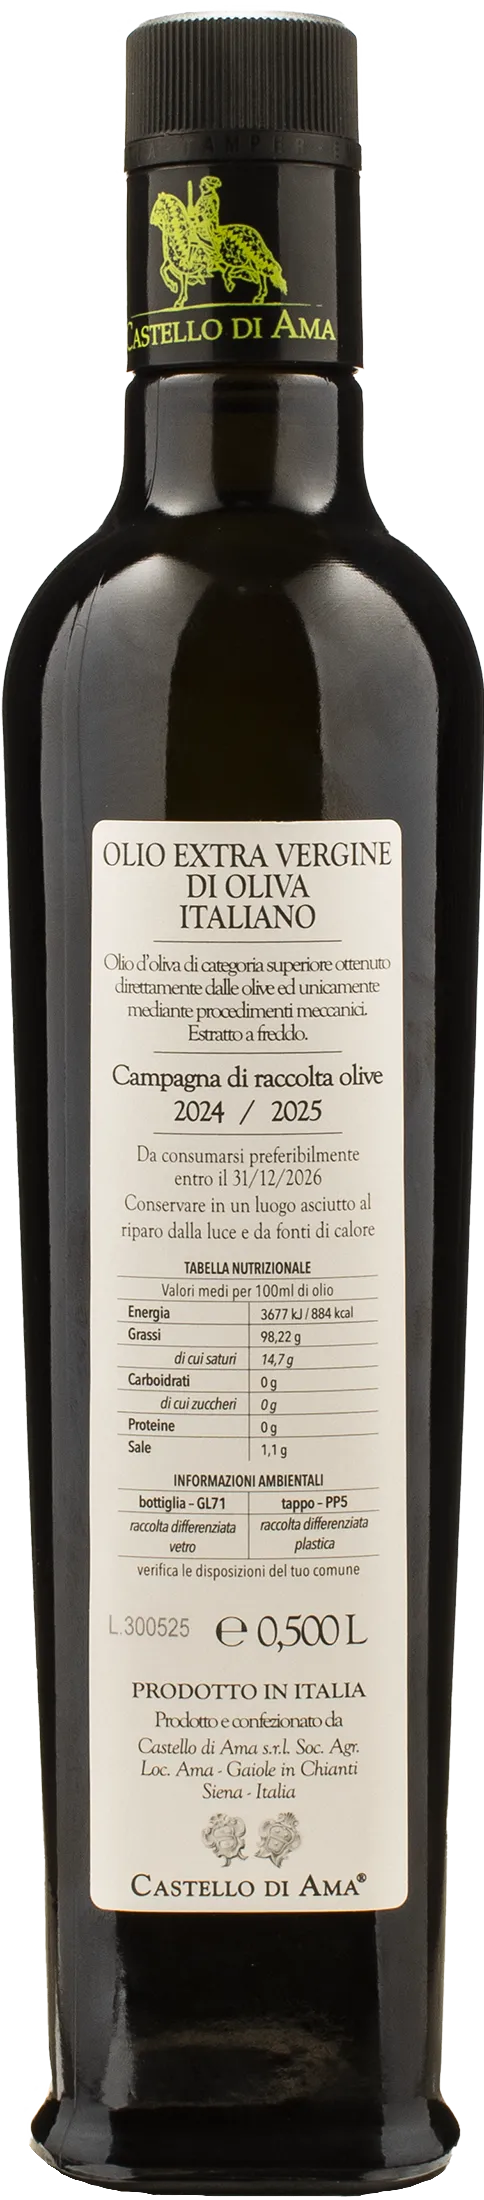 TAMPER-E
CASTELLO DI AMA
OLIO EXTRA VERGINE
DI OLIVA
ITALIANO
Olio d'oliva di categoria superiore ottenuto
direttamente dalle olive ed unicamente
mediante procedimenti meccanici.
Estratto a freddo.
Campagna di raccolta olive
2024 / 2025
Da consumarsi preferibilmente
entro il 31/12/2026
Conservare in un luogo asciutto al
riparo dalla luce e da fonti di calore
TABELLA NUTRIZIONALE
Valori medi per 100ml di olio
Energia 3677 kJ / 884 kcal
Grassi 98,22 g
di cui saturi 14,7 g
Carboidrati 0 g
di cui zuccheri 0 g
Proteine 0 g
Sale 1,1 g
INFORMAZIONI AMBIENTALI
bottiglia - GL71 tappo - PP5
raccolta differenziata raccolta differenziata
vetro plastica
verifica le disposizioni del tuo comune
L.300525 ℮ 0,500 L
PRODOTTO IN ITALIA
Prodotto e confezionato da
Castello di Ama s.r.l. Soc. Agr.
Loc. Ama - Gaiole in Chianti
Siena - Italia
CASTELLO DI AMA®